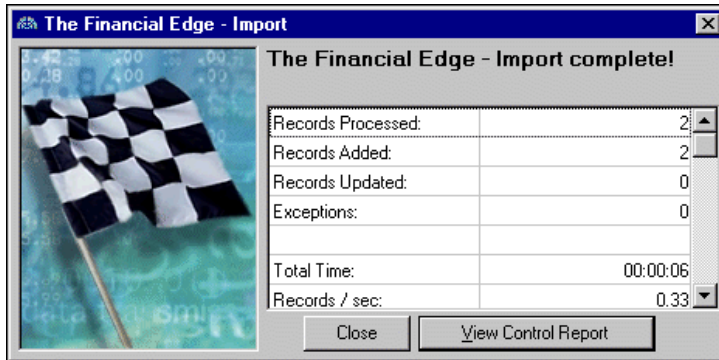 The Financial Edge - Import
The Financial Edge - Import complete!
Records Processed: 2
Records Added: 2
Records Updated: 0
Exceptions: 0
Total Time: 00:00:06
Records / sec: 0.33
Close View Control Report